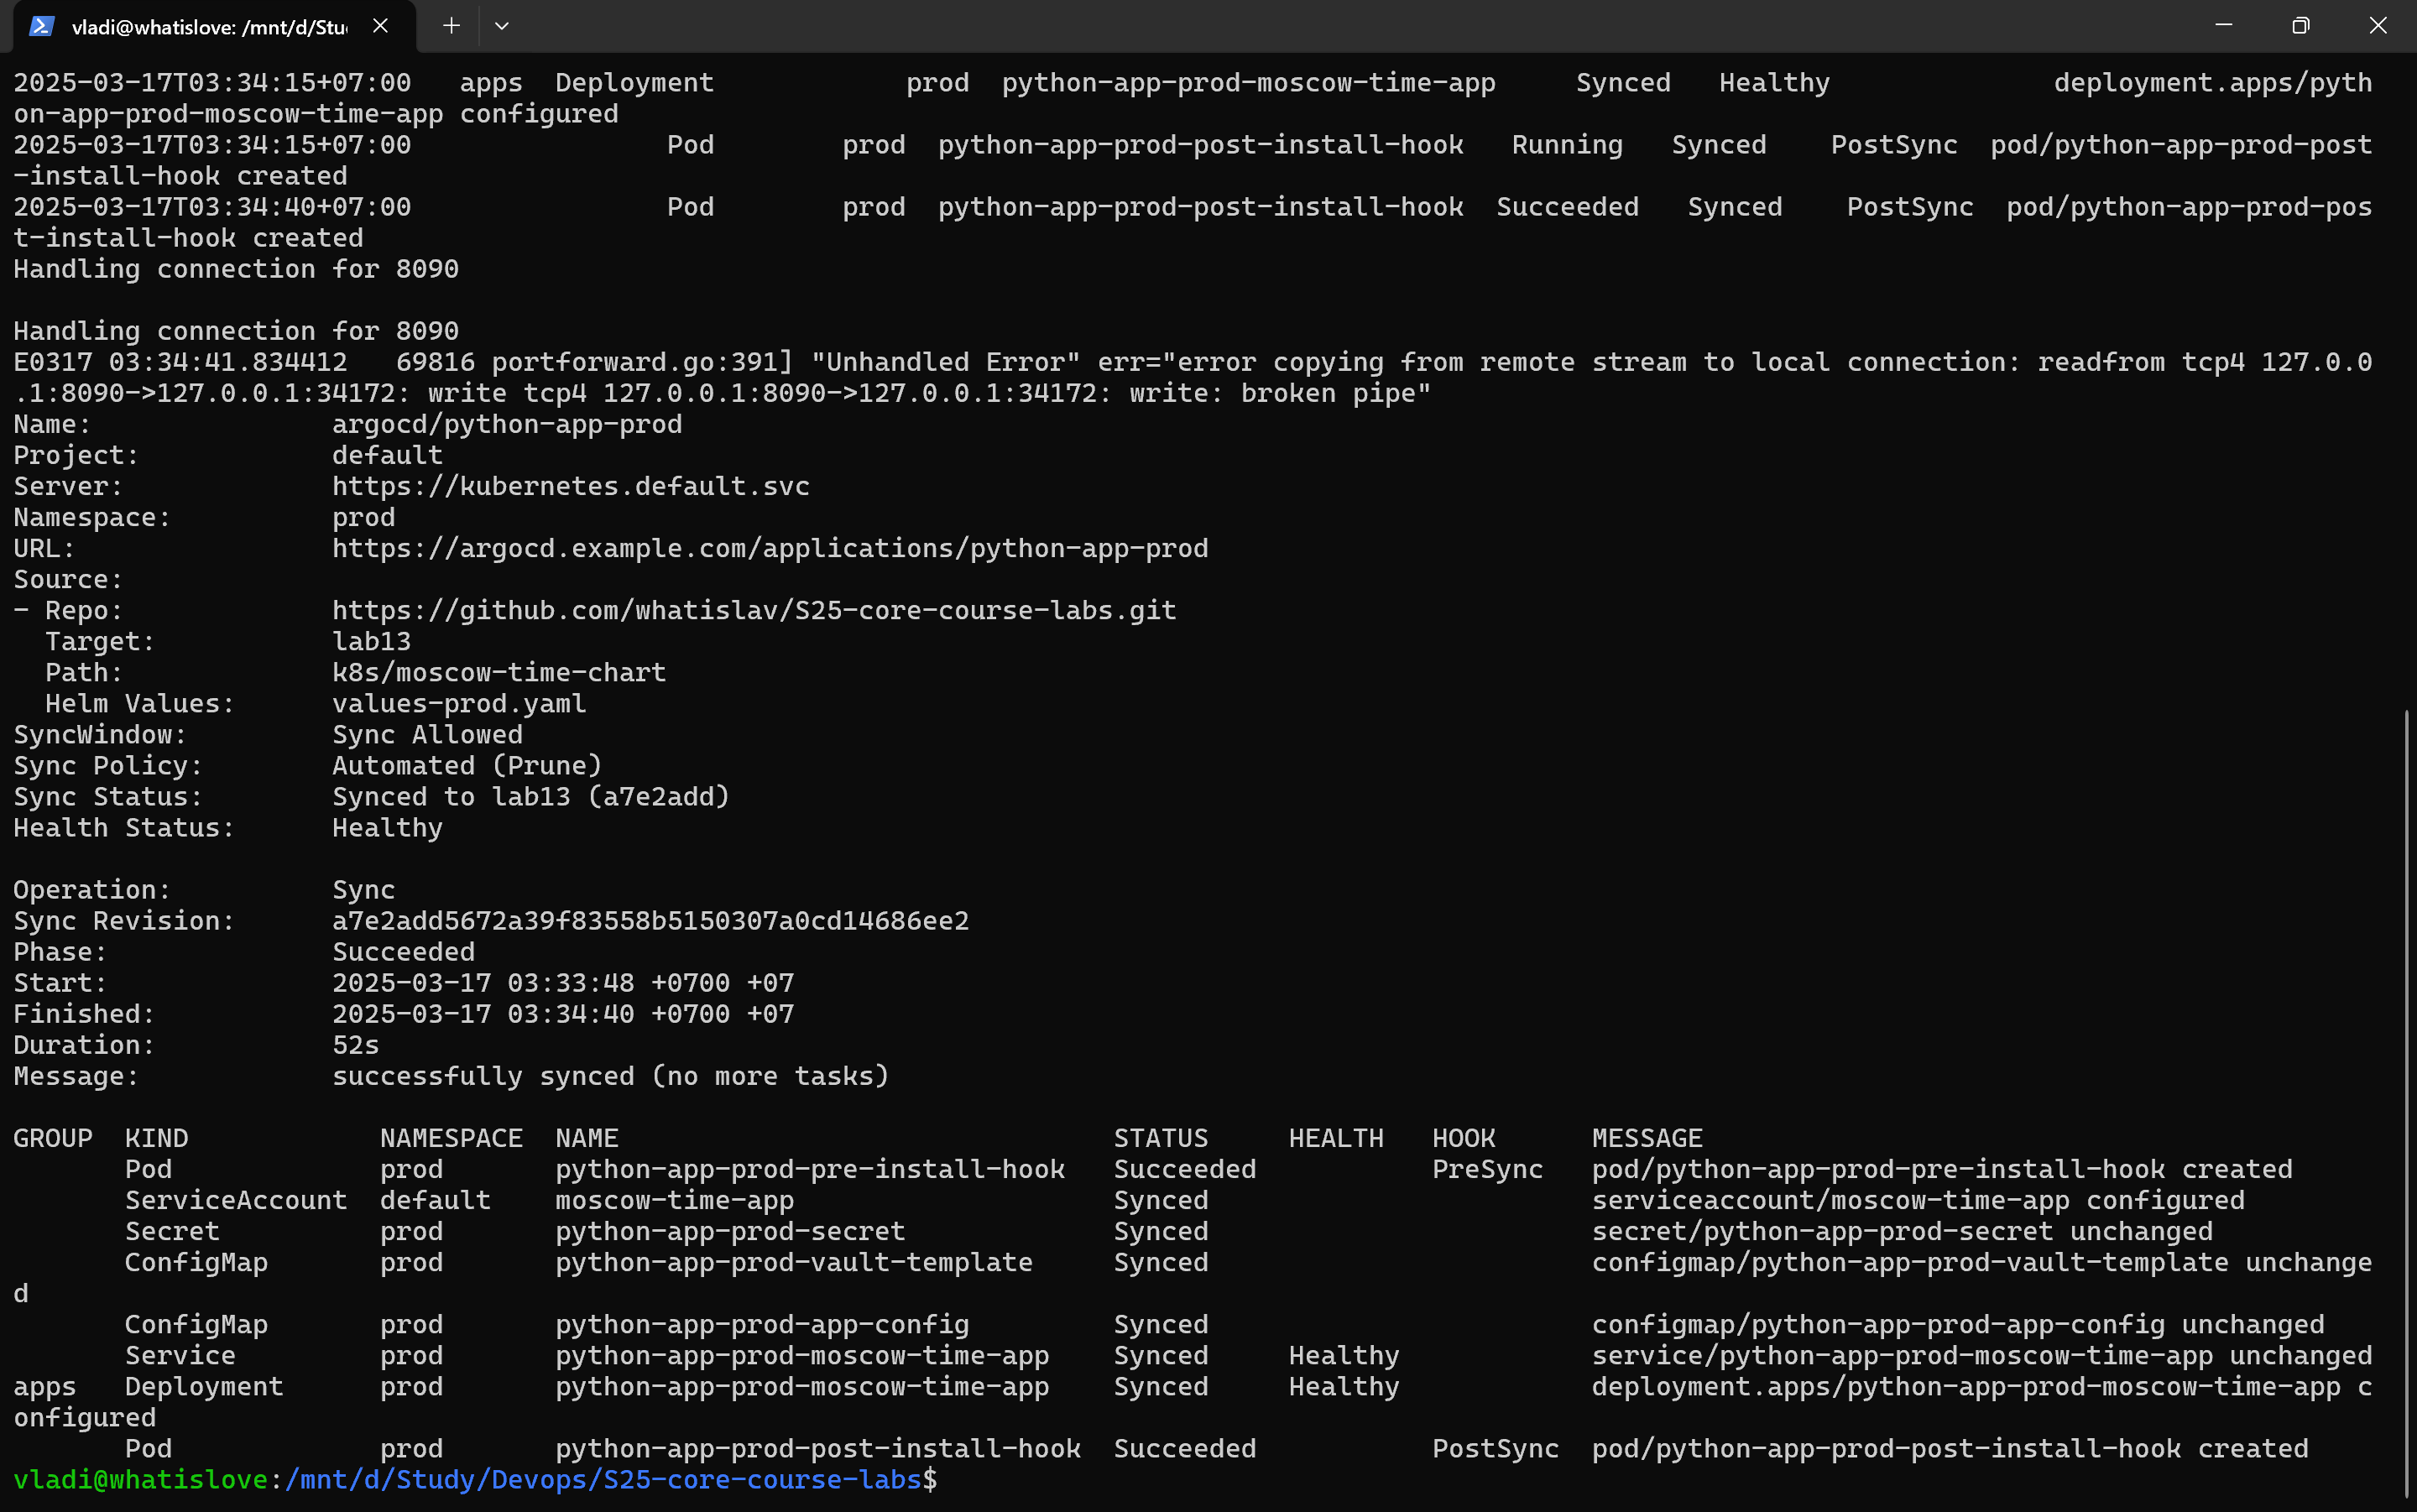 vladi@whatislove: /mnt/d/Stu
2025-03-17T03:34:15+07:00   apps  Deployment            prod  python-app-prod-moscow-time-app     Synced   Healthy              deployment.apps/pyth
on-app-prod-moscow-time-app configured
2025-03-17T03:34:15+07:00                Pod        prod  python-app-prod-post-install-hook   Running   Synced    PostSync  pod/python-app-prod-post
-install-hook created
2025-03-17T03:34:40+07:00                Pod        prod  python-app-prod-post-install-hook  Succeeded   Synced    PostSync  pod/python-app-prod-pos
t-install-hook created
Handling connection for 8090
Handling connection for 8090
E0317 03:34:41.834412   69816 portforward.go:391] "Unhandled Error" err="error copying from remote stream to local connection: readfrom tcp4 127.0.0
.1:8090->127.0.0.1:34172: write tcp4 127.0.0.1:8090->127.0.0.1:34172: write: broken pipe"
Name:               argocd/python-app-prod
Project:            default
Server:             https://kubernetes.default.svc
Namespace:          prod
URL:                https://argocd.example.com/applications/python-app-prod
Source:
- Repo:             https://github.com/whatislav/S25-core-course-labs.git
  Target:           lab13
  Path:             k8s/moscow-time-chart
  Helm Values:      values-prod.yaml
SyncWindow:         Sync Allowed
Sync Policy:        Automated (Prune)
Sync Status:        Synced to lab13 (a7e2add)
Health Status:      Healthy
Operation:          Sync
Sync Revision:      a7e2add5672a39f83558b5150307a0cd14686ee2
Phase:              Succeeded
Start:              2025-03-17 03:33:48 +0700 +07
Finished:           2025-03-17 03:34:40 +0700 +07
Duration:           52s
Message:            successfully synced (no more tasks)
GROUP  KIND            NAMESPACE  NAME                               STATUS     HEALTH   HOOK      MESSAGE
       Pod             prod       python-app-prod-pre-install-hook   Succeeded           PreSync   pod/python-app-prod-pre-install-hook created
       ServiceAccount  default    moscow-time-app                    Synced                        serviceaccount/moscow-time-app configured
       Secret          prod       python-app-prod-secret             Synced                        secret/python-app-prod-secret unchanged
       ConfigMap       prod       python-app-prod-vault-template     Synced                        configmap/python-app-prod-vault-template unchange
d
       ConfigMap       prod       python-app-prod-app-config         Synced                        configmap/python-app-prod-app-config unchanged
       Service         prod       python-app-prod-moscow-time-app    Synced     Healthy            service/python-app-prod-moscow-time-app unchanged
apps   Deployment      prod       python-app-prod-moscow-time-app    Synced     Healthy            deployment.apps/python-app-prod-moscow-time-app c
onfigured
       Pod             prod       python-app-prod-post-install-hook  Succeeded           PostSync  pod/python-app-prod-post-install-hook created
vladi@whatislove:/mnt/d/Study/Devops/S25-core-course-labs$